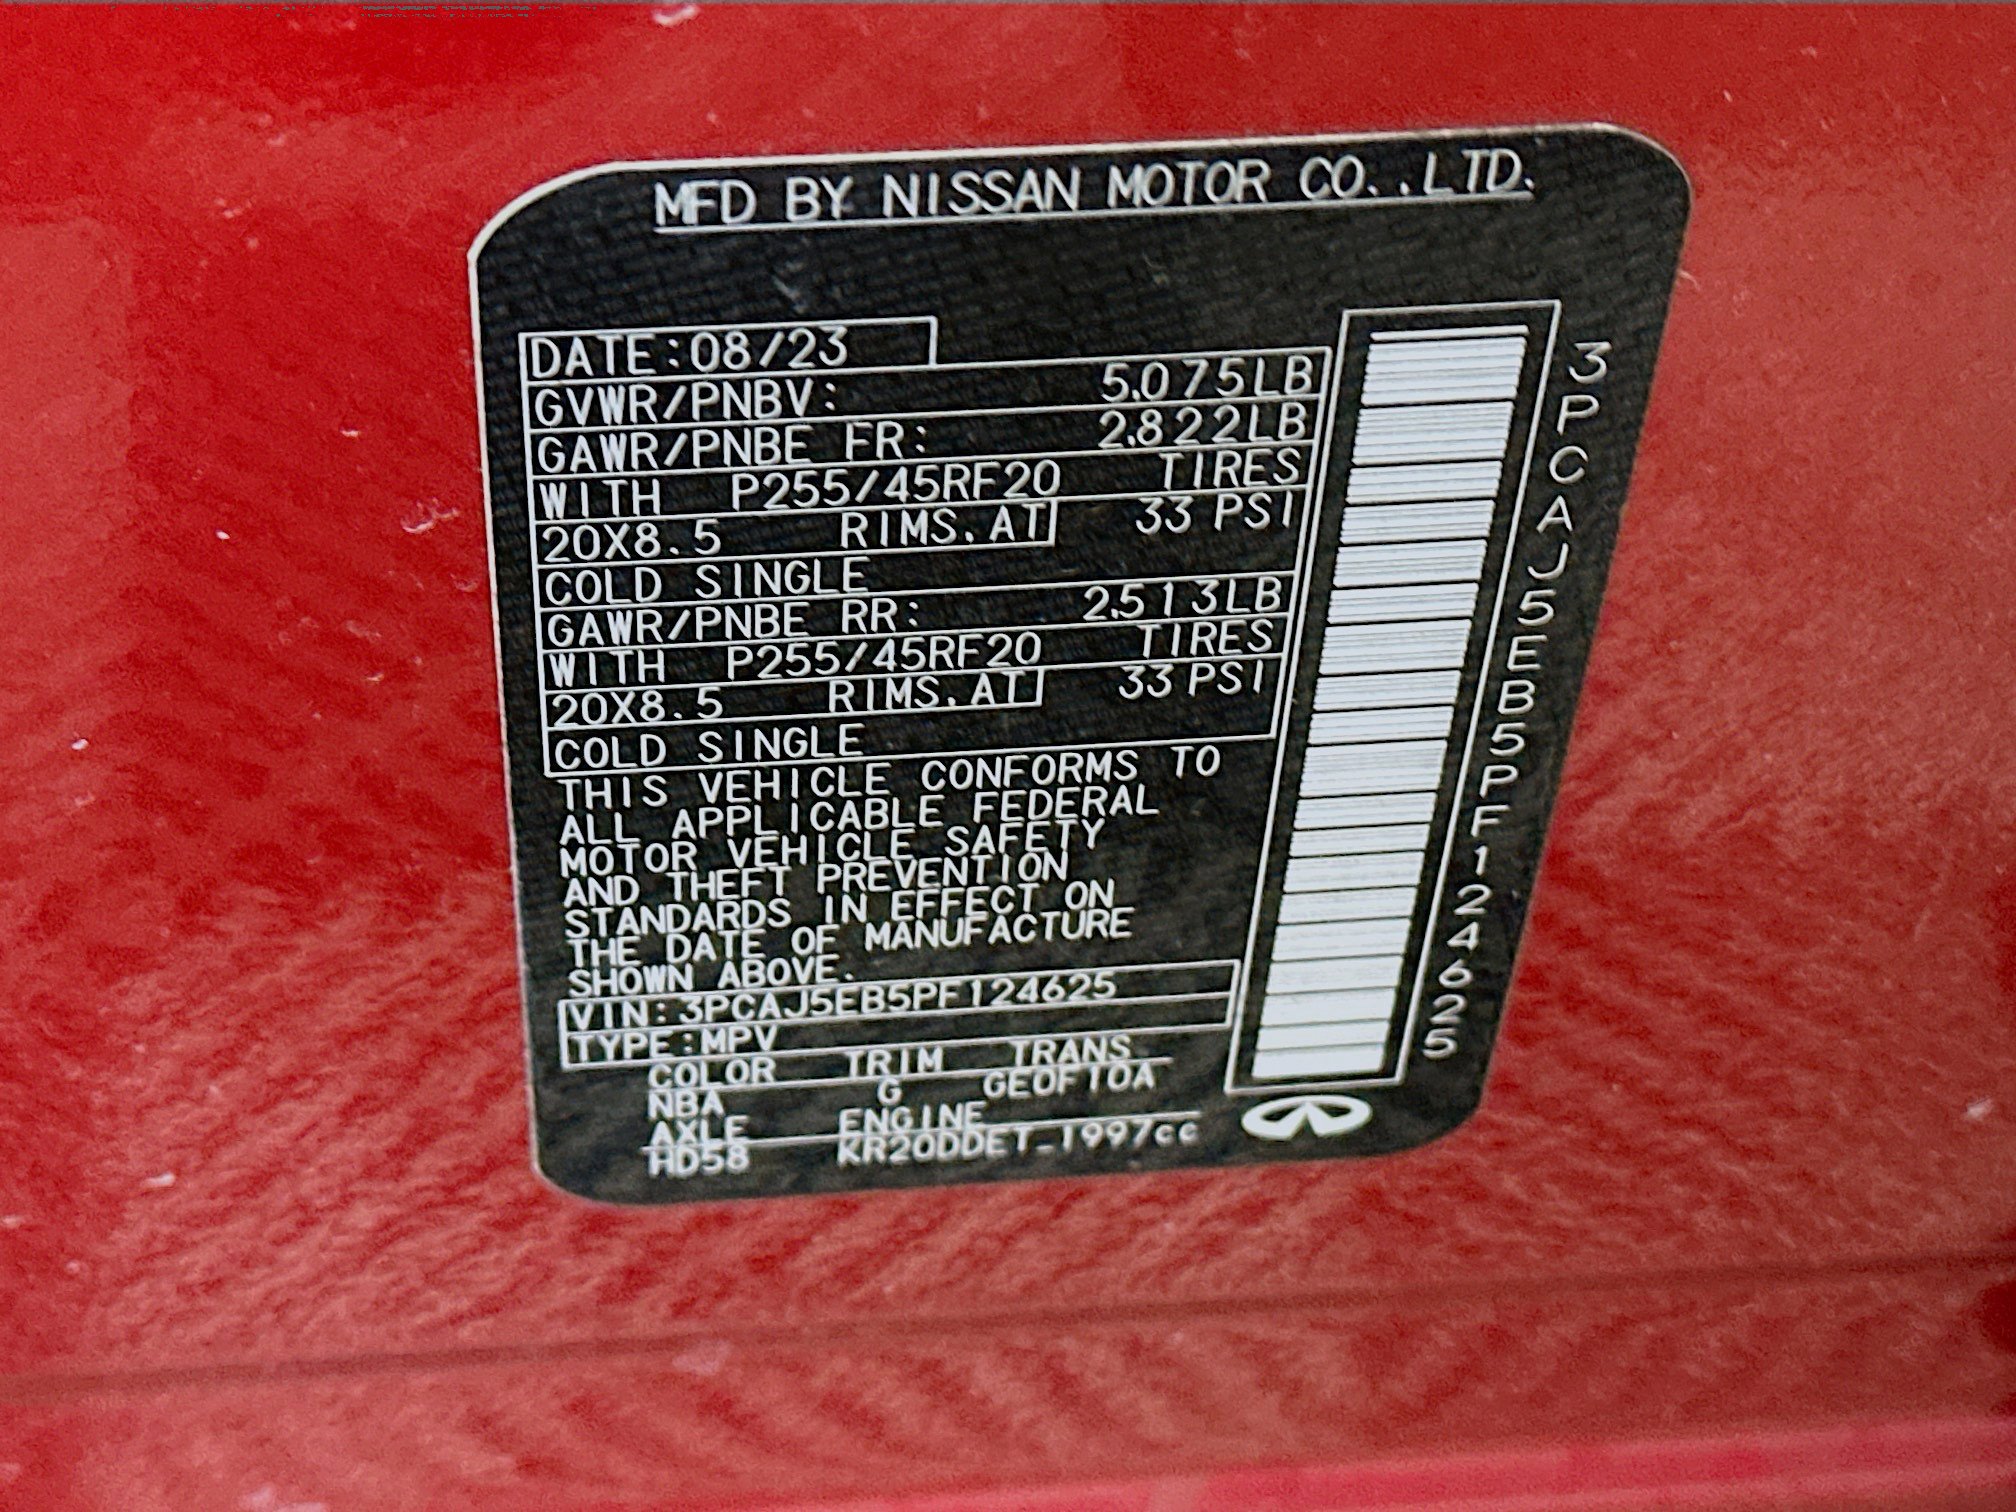 MFD BY NISSAN MOTOR CO.,LTD.
DATE:08/23
GVWR/PNBV: 5,075LB
GAWR/PNBE FR: 2,822LB
WITH P255/45RF20 TIRES
20X8.5 RIMS,AT 33 PSI
COLD SINGLE
GAWR/PNBE RR: 2,513LB
WITH P255/45RF20 TIRES
20X8.5 RIMS,AT 33 PSI
COLD SINGLE
THIS VEHICLE CONFORMS TO
ALL APPLICABLE FEDERAL
MOTOR VEHICLE SAFETY
AND THEFT PREVENTION
STANDARDS IN EFFECT ON
THE DATE OF MANUFACTURE
SHOWN ABOVE.
VIN:3PCAJ5EB5PF124625
TYPE:MPV
COLOR TRIM TRANS
NBA G GE0F10A
AXLE ENGINE
HD58 KR20DDET-1997cc
3PCAJ5EB5PF124625